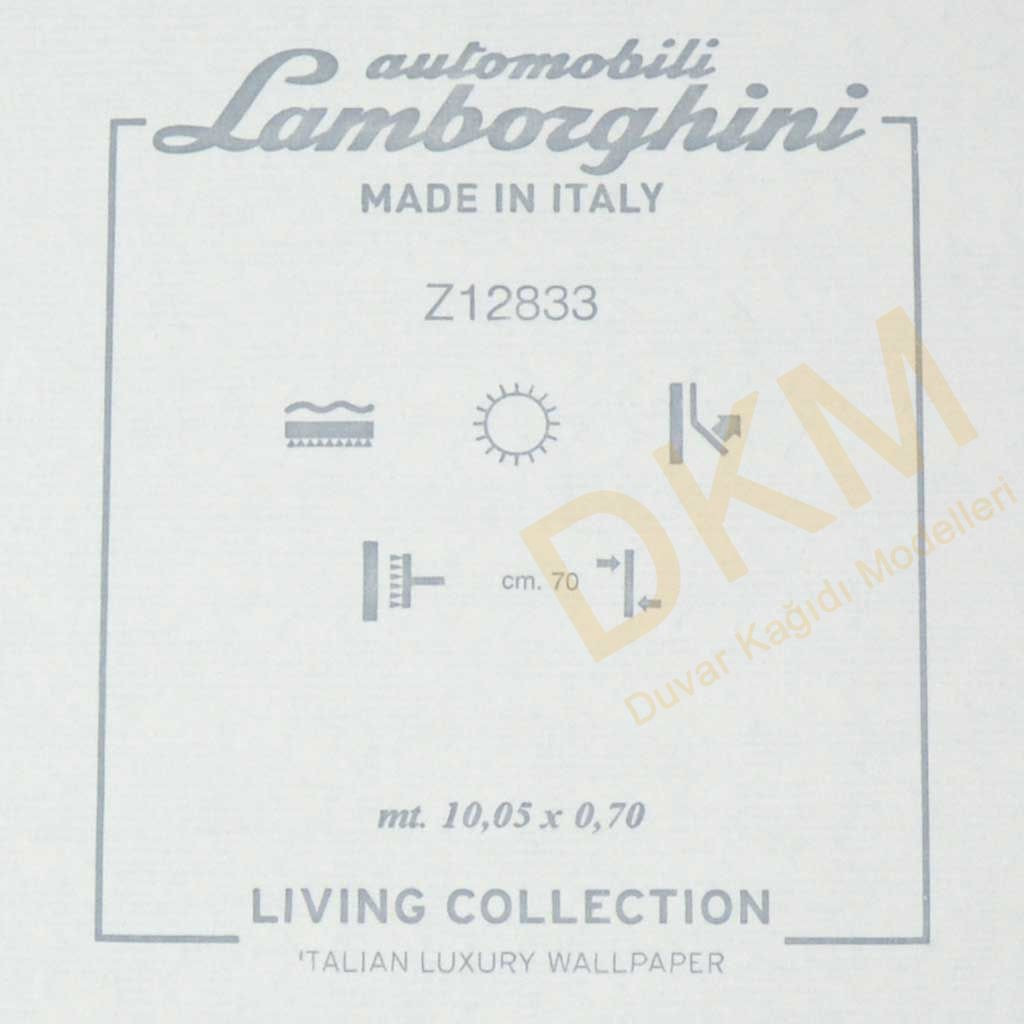 automobili
Lamborghini
MADE IN ITALY
Z12833
cm. 70
mt. 10,05 x 0,70
LIVING COLLECTION
'TALIAN LUXURY WALLPAPER
DKM
Duvar Kağıdı Modelleri